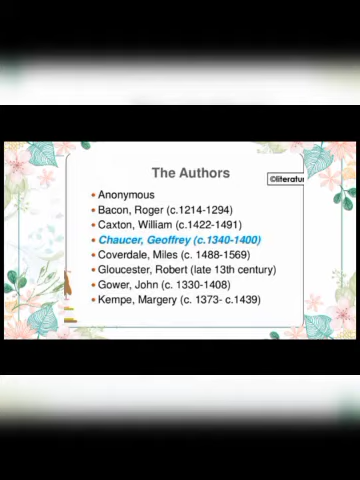 The Authors
©literatur
• Anonymous
• Bacon, Roger (c.1214-1294)
• Caxton, William (c.1422-1491)
• Chaucer, Geoffrey (c.1340-1400)
• Coverdale, Miles (c. 1488-1569)
• Gloucester, Robert (late 13th century)
• Gower, John (c. 1330-1408)
• Kempe, Margery (c. 1373- c.1439)